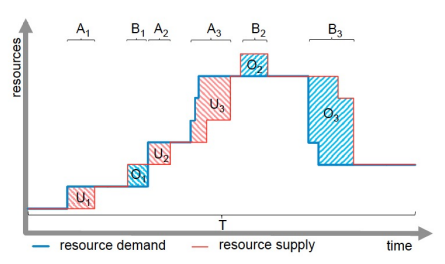 A₁ B₁ A₂ A₃ B₂ B₃
resources
O₂
U₃
O₃
U₂
O₁
U₁
T
resource demand resource supply time